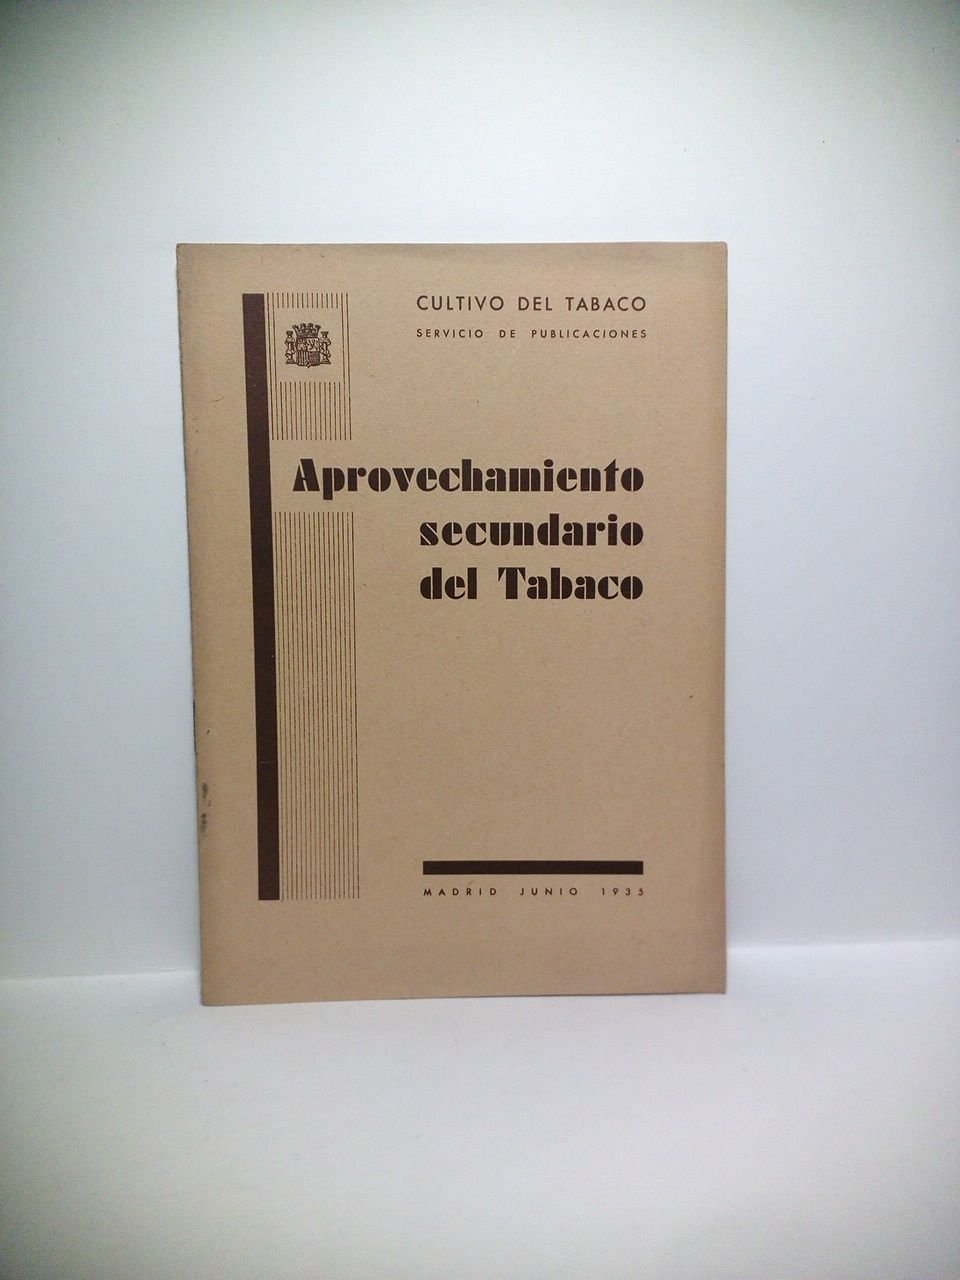 CULTIVO DEL TABACO
SERVICIO DE PUBLICACIONES
Aprovechamiento
secundario
del Tabaco
MADRID JUNIO 1935